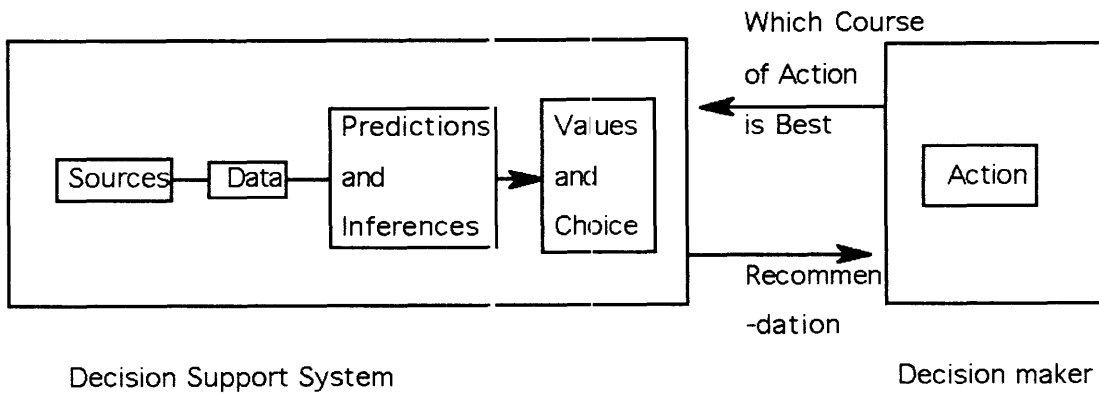 Sources
Data
Predictions
and
Inferences
Values
and
Choice
Which Course
of Action
is Best
Recommen
-dation
Action
Decision Support System
Decision maker